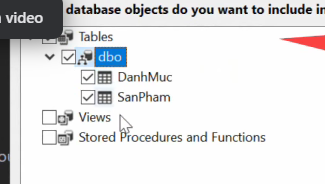 video
database objects do you want to include in
Tables
dbo
DanhMuc
SanPham
Views
Stored Procedures and Functions